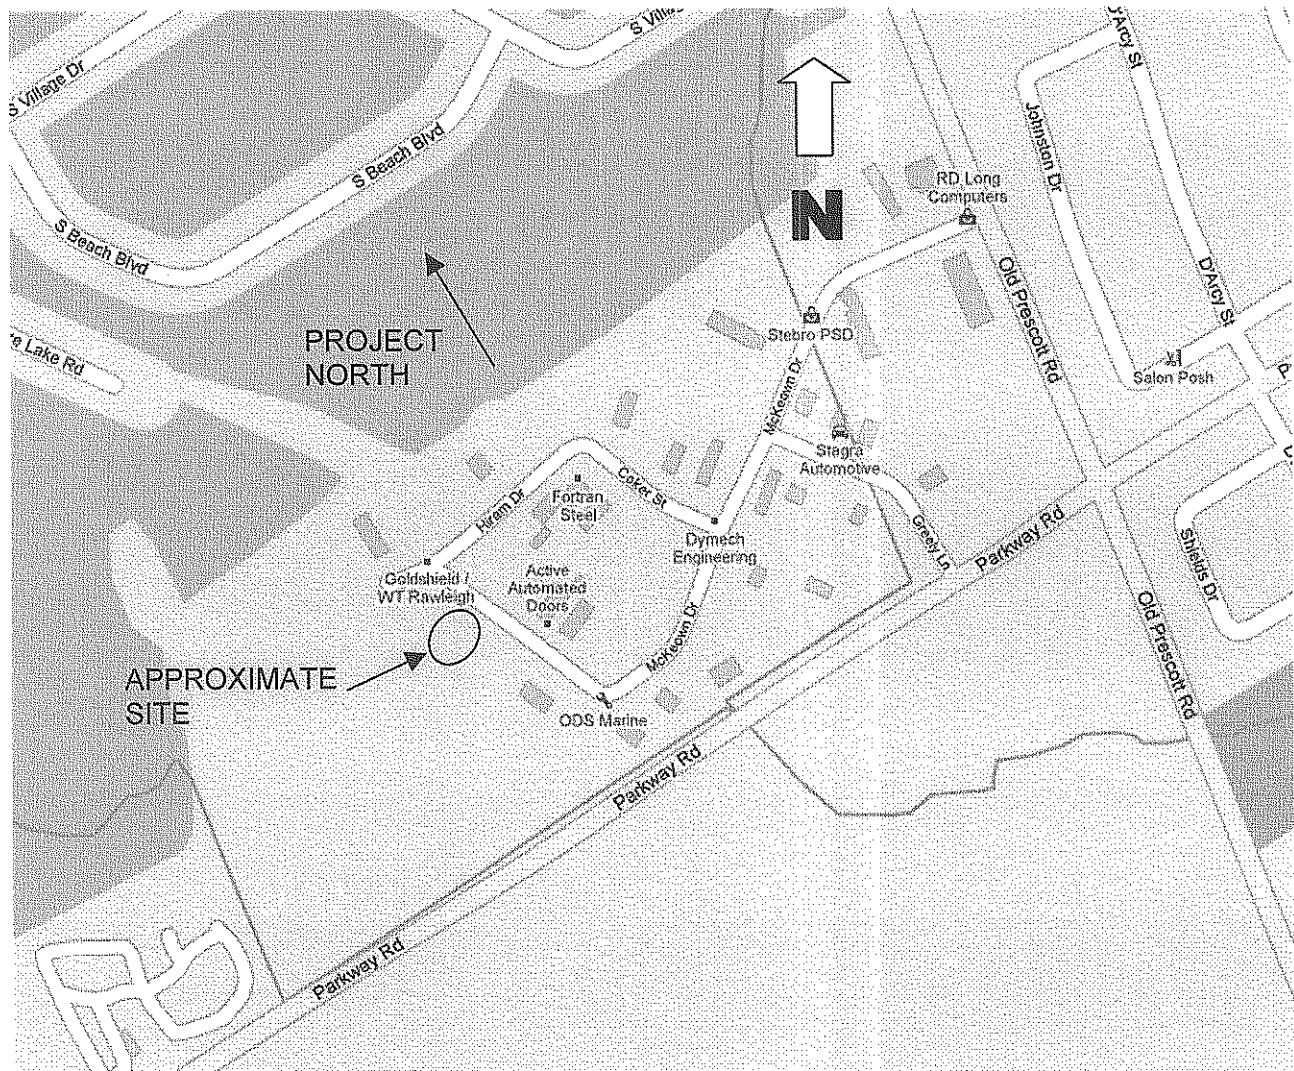 S Village Dr
D'Arcy St
S Beach Blvd
Johnston Dr
RD Long
Computers
N
S Beach Blvd
Old Prescott Rd
D'Arcy St
PROJECT
NORTH
Stebro PSD
Lake Rd
Salon Posh
McKeown Dr
Stagra
Automotive
Coker St
Fortran
Steel
Hiram Dr
Dymech
Engineering
Greely Ln
Parkway Rd
Shields Dr
Goldshield /
WT Rawleigh
Active
Automated
Doors
McKeown Dr
Old Prescott Rd
APPROXIMATE
SITE
ODS Marine
Parkway Rd
Parkway Rd